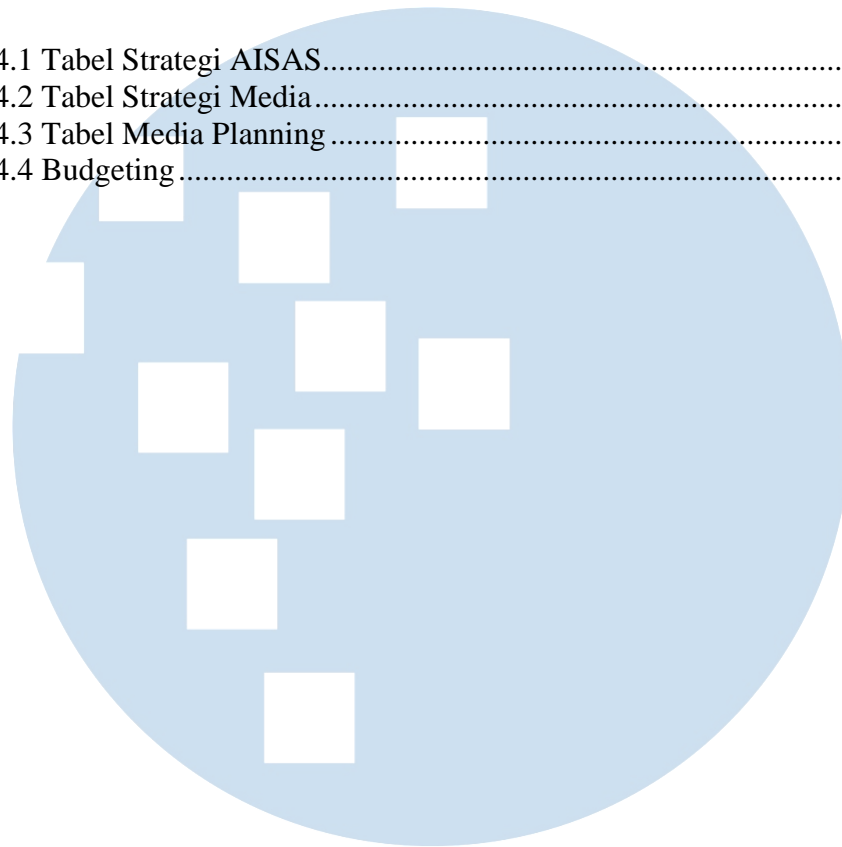 4.1 Tabel Strategi AISAS................................................................
4.2 Tabel Strategi Media................................................................
4.3 Tabel Media Planning................................................................
4.4 Budgeting................................................................